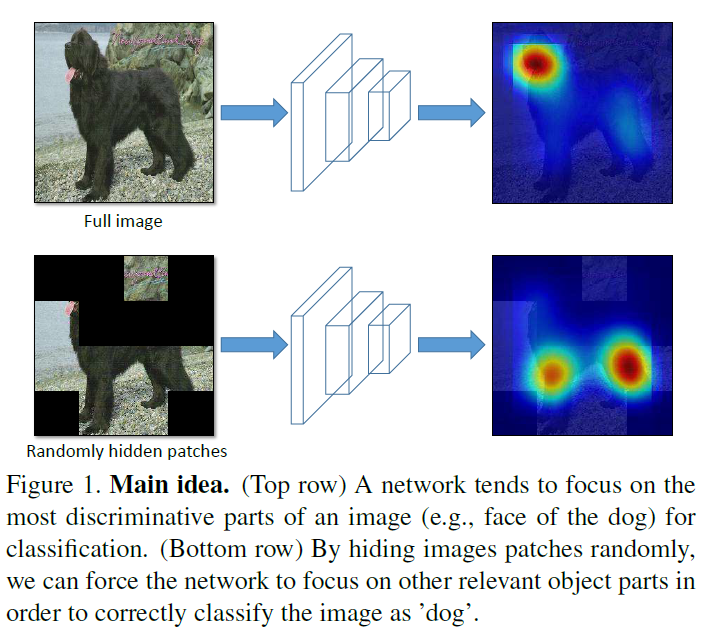 Newfoundland Dog
Full image
Randomly hidden patches
Figure 1. Main idea. (Top row) A network tends to focus on the
most discriminative parts of an image (e.g., face of the dog) for
classification. (Bottom row) By hiding images patches randomly,
we can force the network to focus on other relevant object parts in
order to correctly classify the image as ’dog’.